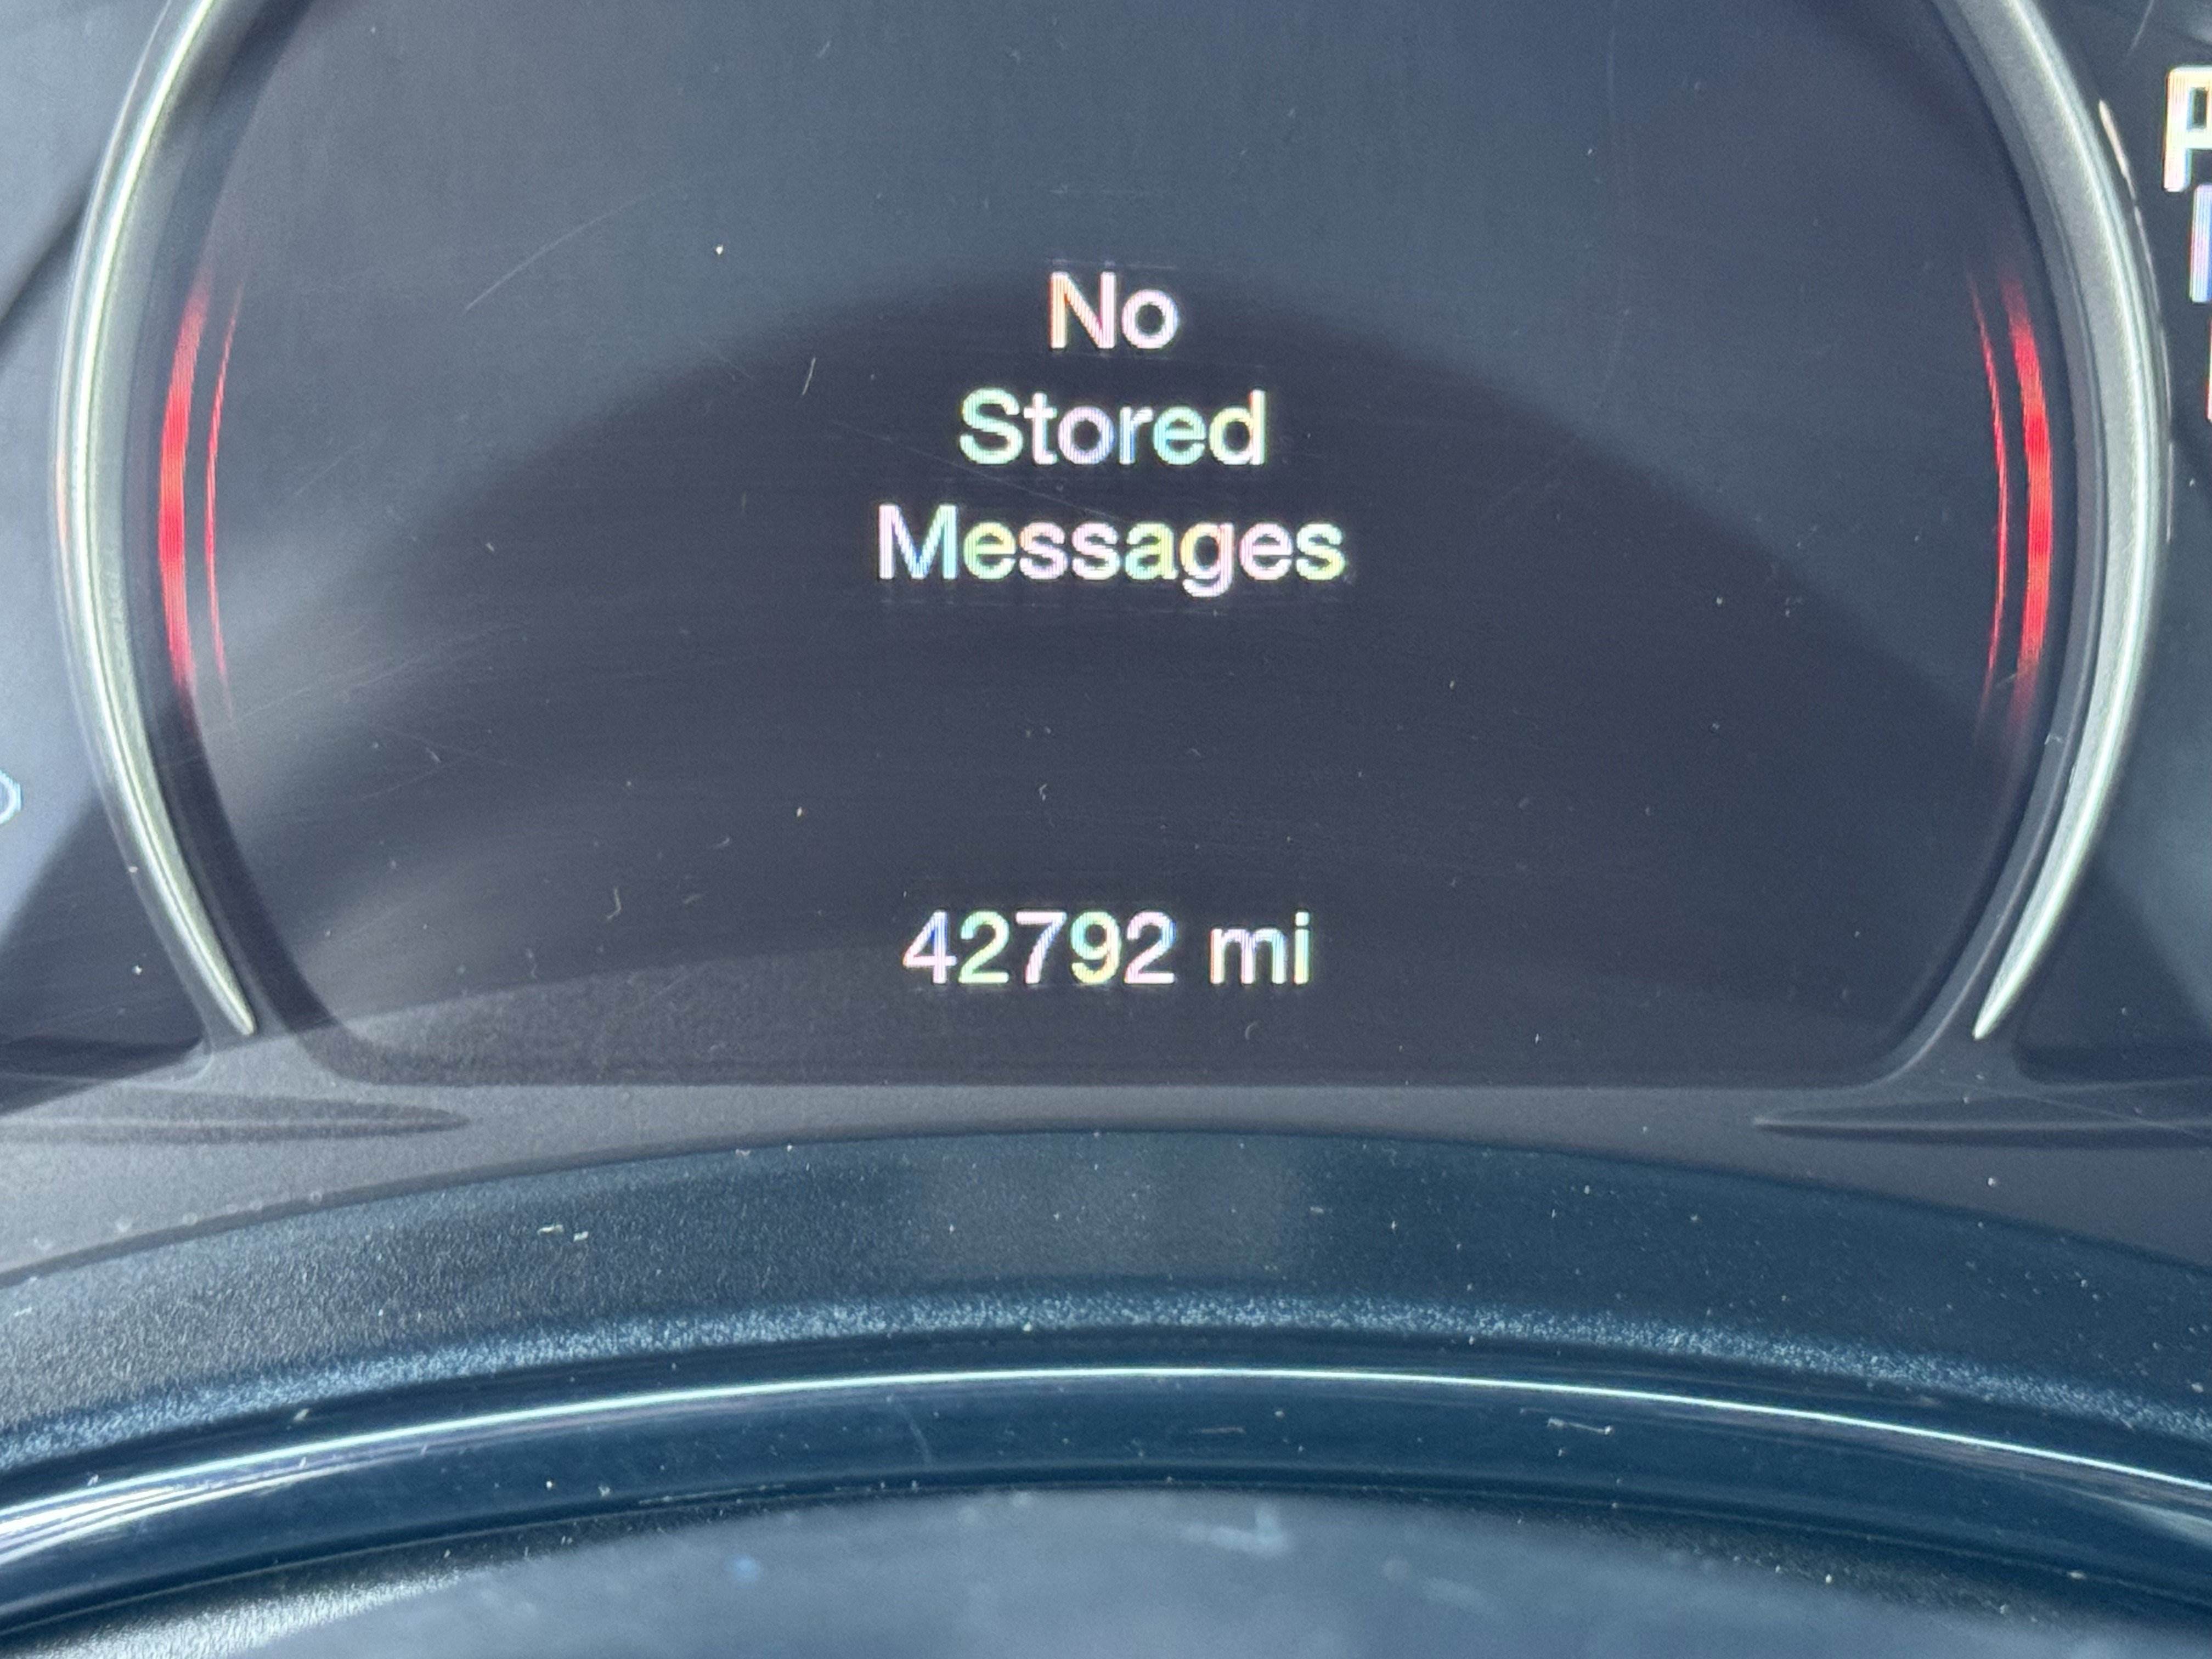 No
Stored
Messages
42792 mi
P